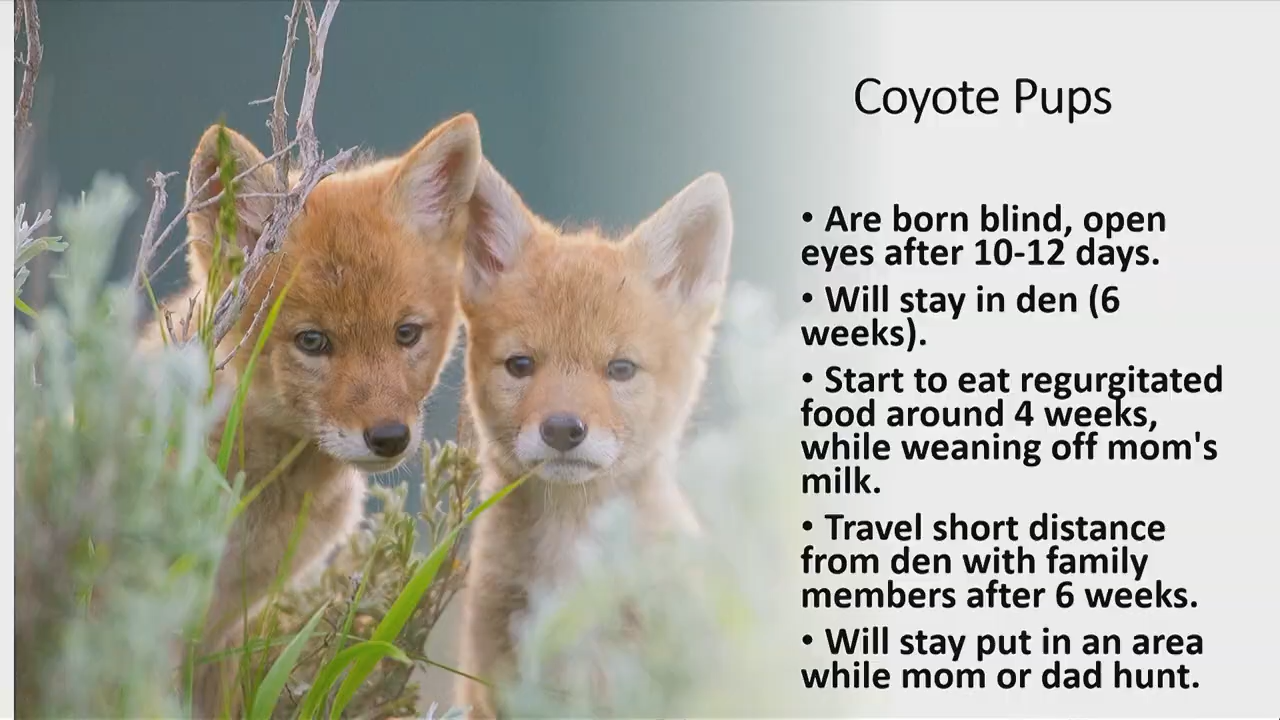 Coyote Pups
• Are born blind, open
eyes after 10-12 days.
• Will stay in den (6
weeks).
• Start to eat regurgitated
food around 4 weeks,
while weaning off mom's
milk.
• Travel short distance
from den with family
members after 6 weeks.
• Will stay put in an area
while mom or dad hunt.